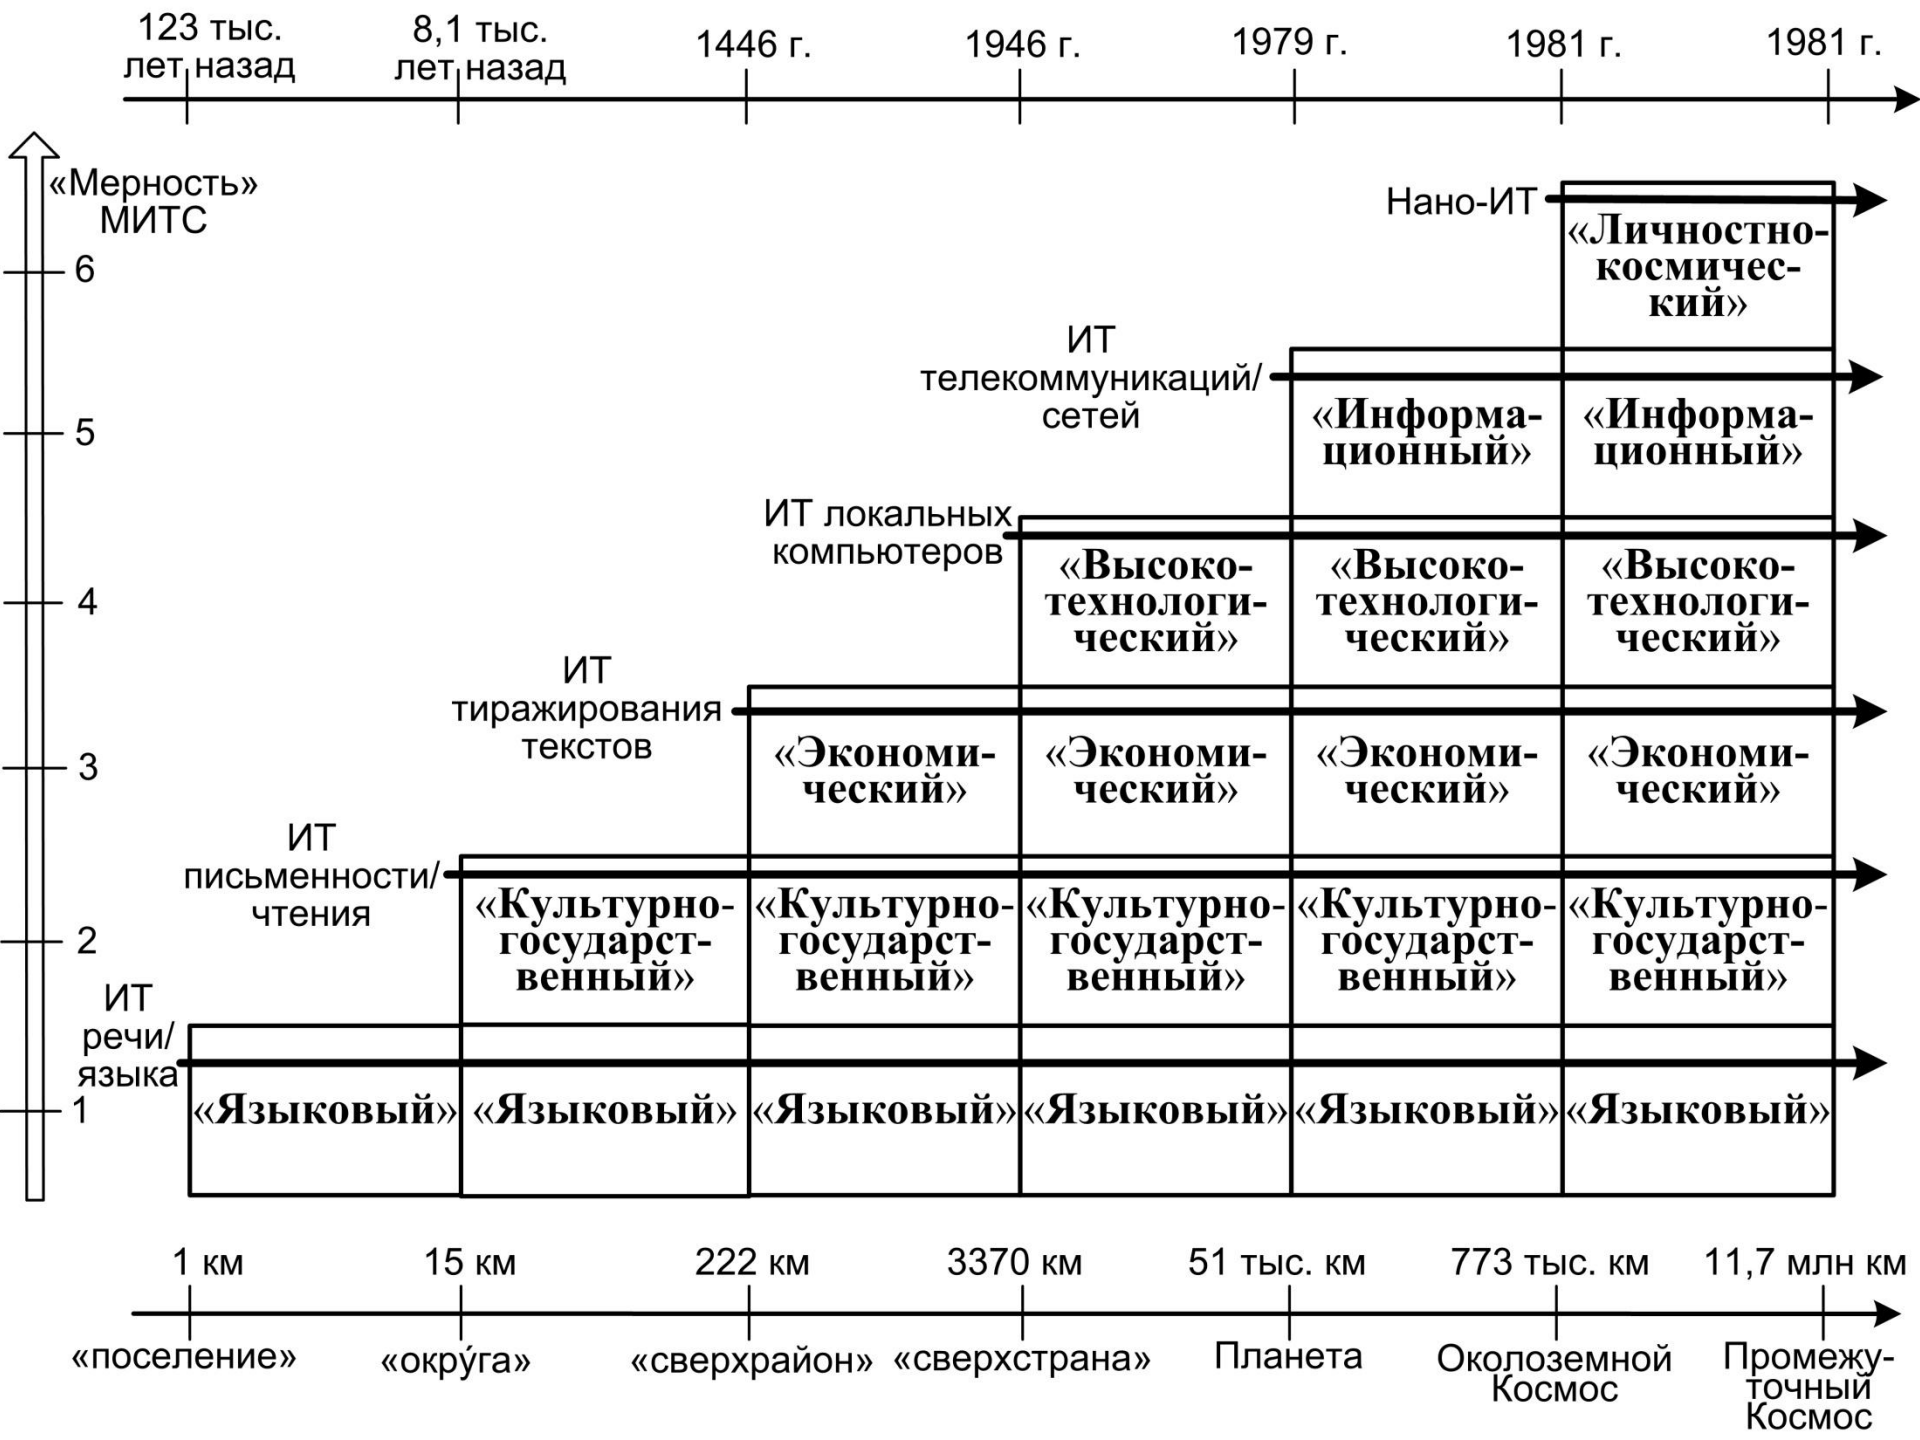 123 тыс.
лет назад
8,1 тыс.
лет назад
1446 г.
1946 г.
1979 г.
1981 г.
1981 г.
«Мерность»
МИТС
6
5
4
3
2
1
Нано-ИТ
«Личностно-
космичес-
кий»
ИТ
телекоммуникаций/
сетей
«Информа-
ционный»
«Информа-
ционный»
ИТ локальных
компьютеров
«Высоко-
технологи-
ческий»
«Высоко-
технологи-
ческий»
«Высоко-
технологи-
ческий»
ИТ
тиражирования
текстов
«Экономи-
ческий»
«Экономи-
ческий»
«Экономи-
ческий»
«Экономи-
ческий»
ИТ
письменности/
чтения
«Культурно-
государст-
венный»
«Культурно-
государст-
венный»
«Культурно-
государст-
венный»
«Культурно-
государст-
венный»
«Культурно-
государст-
венный»
ИТ
речи/
языка
«Языковый»
«Языковый»
«Языковый»
«Языковый»
«Языковый»
«Языковый»
1 км
15 км
222 км
3370 км
51 тыс. км
773 тыс. км
11,7 млн км
«поселение»
«окру́га»
«сверхрайон»
«сверхстрана»
Планета
Околоземной
Космос
Промежу-
точный
Космос